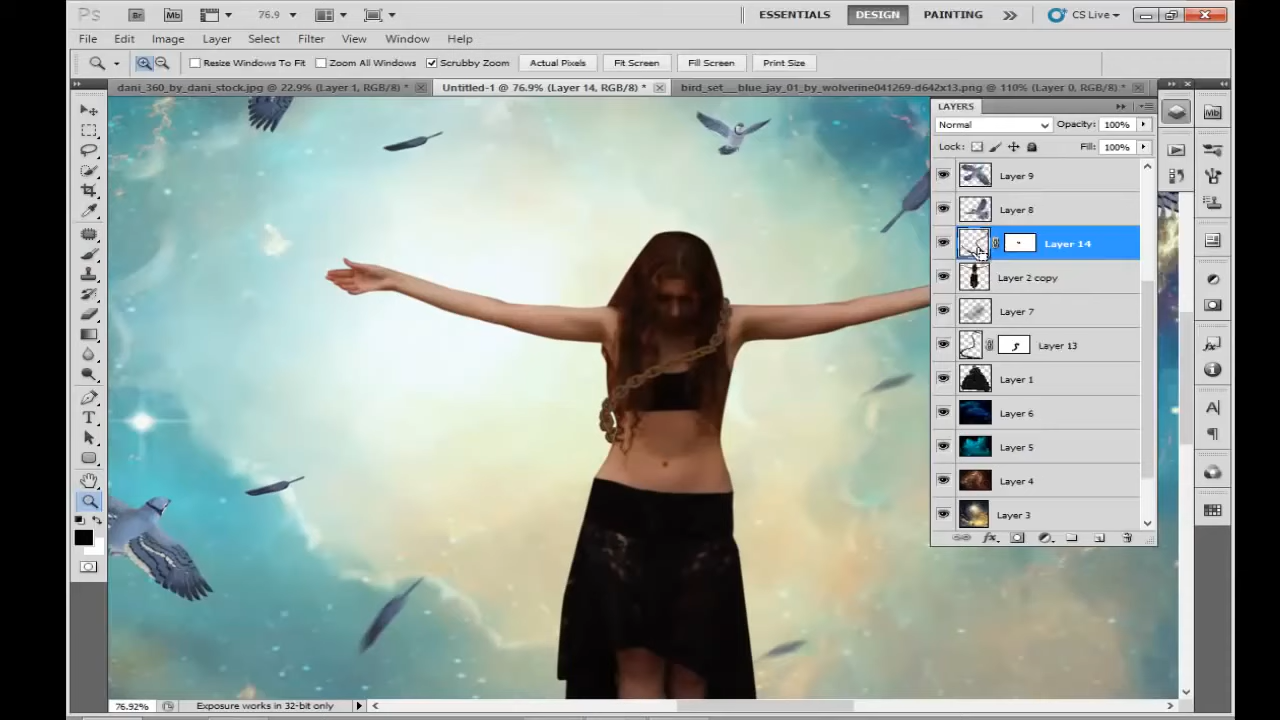 Ps Br Mb 76.9 ESSENTIALS DESIGN PAINTING CS Live
File Edit Image Layer Select Filter Analysis View Window Help
Resize Windows To Fit Zoom All Windows Scrubby Zoom Actual Pixels Fit Screen Fill Screen Print Size
dani_360_by_dani_stock.jpg @ 22.9% (Layer 1, RGB/8) * Untitled-1 @ 76.9% (Layer 14, RGB/8) * bird_set___blue_jay_01_by_wolverine041269-d642x13.png @ 110% (Layer 0, RGB/8) *
LAYERS
Mb
Normal Opacity: 100%
Lock: Fill: 100%
Layer 9
Layer 8
Layer 14
Layer 2 copy
Layer 7
Layer 13
Layer 1
Layer 6
Layer 5
Layer 4
Layer 3
T
A
fx
76.92% Exposure works in 32-bit only